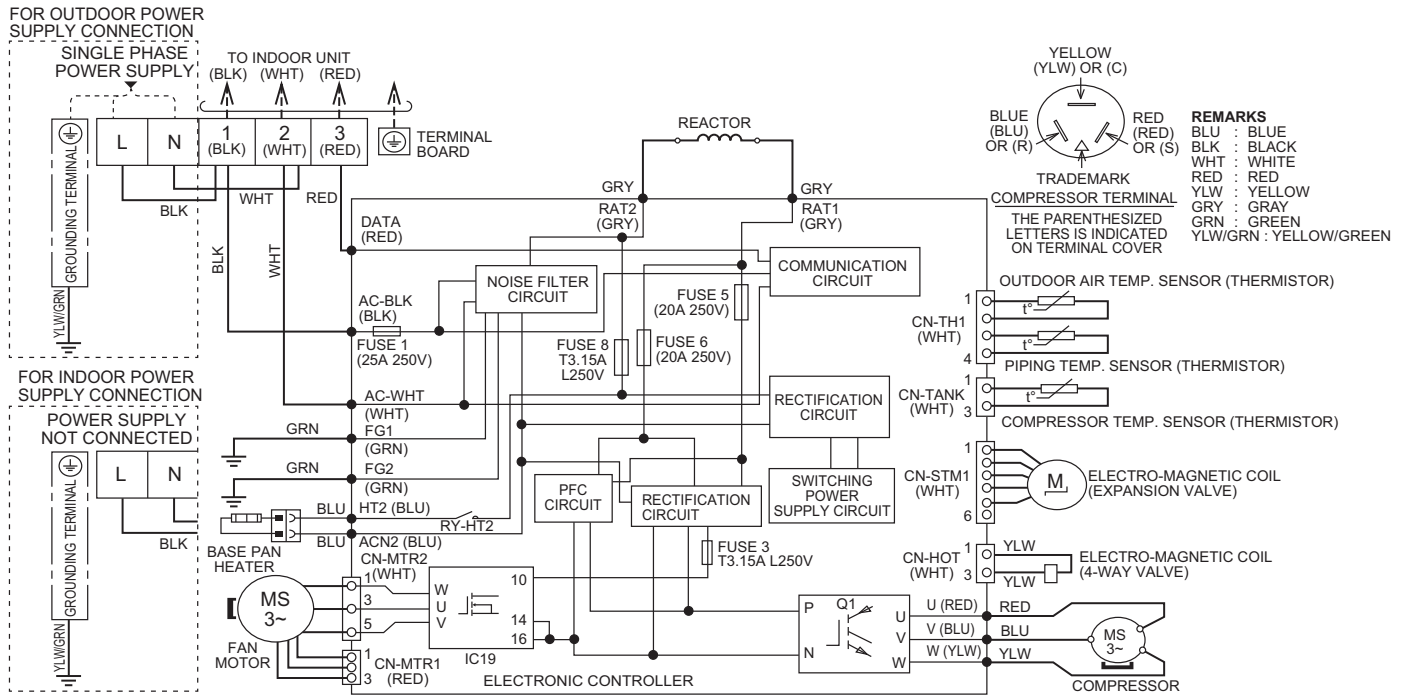 FOR OUTDOOR POWER
SUPPLY CONNECTION
SINGLE PHASE
POWER SUPPLY
GROUNDING TERMINAL
L
N
YLW/GRN
TO INDOOR UNIT
(BLK) (WHT) (RED)
1
(BLK)
2
(WHT)
3
(RED)
TERMINAL
BOARD
BLK
WHT
RED
BLK
WHT
FOR INDOOR POWER
SUPPLY CONNECTION
POWER SUPPLY
NOT CONNECTED
GROUNDING TERMINAL
L
N
BLK
YLW/GRN
REACTOR
GRY
GRY
RAT2
(GRY)
RAT1
(GRY)
DATA
(RED)
NOISE FILTER
CIRCUIT
COMMUNICATION
CIRCUIT
AC-BLK
(BLK)
FUSE 1
(25A 250V)
FUSE 5
(20A 250V)
FUSE 8
T3.15A
L250V
FUSE 6
(20A 250V)
AC-WHT
(WHT)
RECTIFICATION
CIRCUIT
GRN
FG1
(GRN)
GRN
FG2
(GRN)
PFC
CIRCUIT
RECTIFICATION
CIRCUIT
SWITCHING
POWER
SUPPLY CIRCUIT
BLU
HT2 (BLU)
RY-HT2
BLU
ACN2 (BLU)
BASE PAN
HEATER
FUSE 3
T3.15A L250V
CN-MTR2
(WHT)
1
3
5
MS
3~
FAN
MOTOR
1
3
CN-MTR1
(RED)
W
U
V
10
14
16
IC19
ELECTRONIC CONTROLLER
P
N
Q1
U
V
W
U (RED)
V (BLU)
W (YLW)
RED
BLU
YLW
MS
3~
COMPRESSOR
YELLOW
(YLW) OR (C)
BLUE
(BLU)
OR (R)
RED
(RED)
OR (S)
TRADEMARK
COMPRESSOR TERMINAL
THE PARENTHESIZED
LETTERS IS INDICATED
ON TERMINAL COVER
REMARKS
BLU : BLUE
BLK : BLACK
WHT : WHITE
RED : RED
YLW : YELLOW
GRY : GRAY
GRN : GREEN
YLW/GRN : YELLOW/GREEN
OUTDOOR AIR TEMP. SENSOR (THERMISTOR)
1
t°
CN-TH1
(WHT)
t°
4
PIPING TEMP. SENSOR (THERMISTOR)
1
CN-TANK
(WHT)
3
t°
COMPRESSOR TEMP. SENSOR (THERMISTOR)
1
CN-STM1
(WHT)
6
M
ELECTRO-MAGNETIC COIL
(EXPANSION VALVE)
1
CN-HOT
(WHT)
3
YLW
YLW
ELECTRO-MAGNETIC COIL
(4-WAY VALVE)